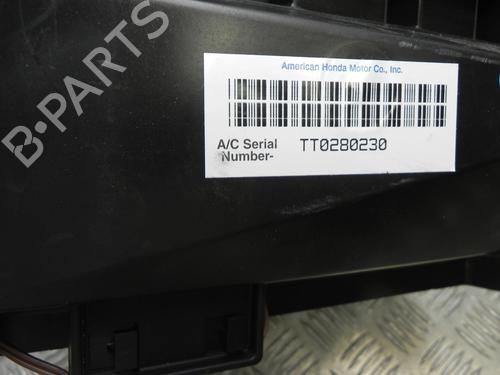 B-PARTS
American Honda Motor Co., Inc.
A/C Serial
Number- TT0280230